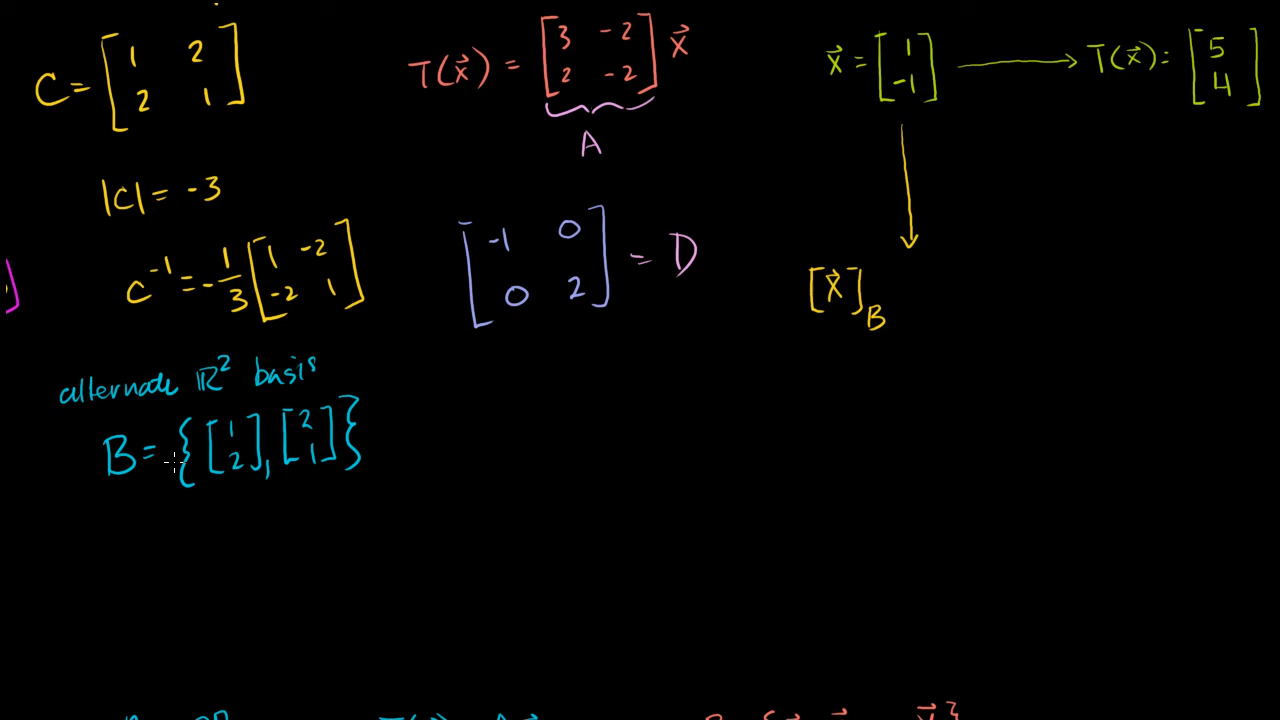 C = [1 2; 2 1]
T(x⃗) = [3 -2; 2 -2] x⃗
A
x⃗ = [1; -1] ⟶ T(x⃗): [5; 4]
|C| = -3
C⁻¹ = -1/3 [1 -2; -2 1]
[-1 0; 0 2] = D
[x⃗]_B
alternate ℝ² basis
B = {[1; 2], [2; 1]}